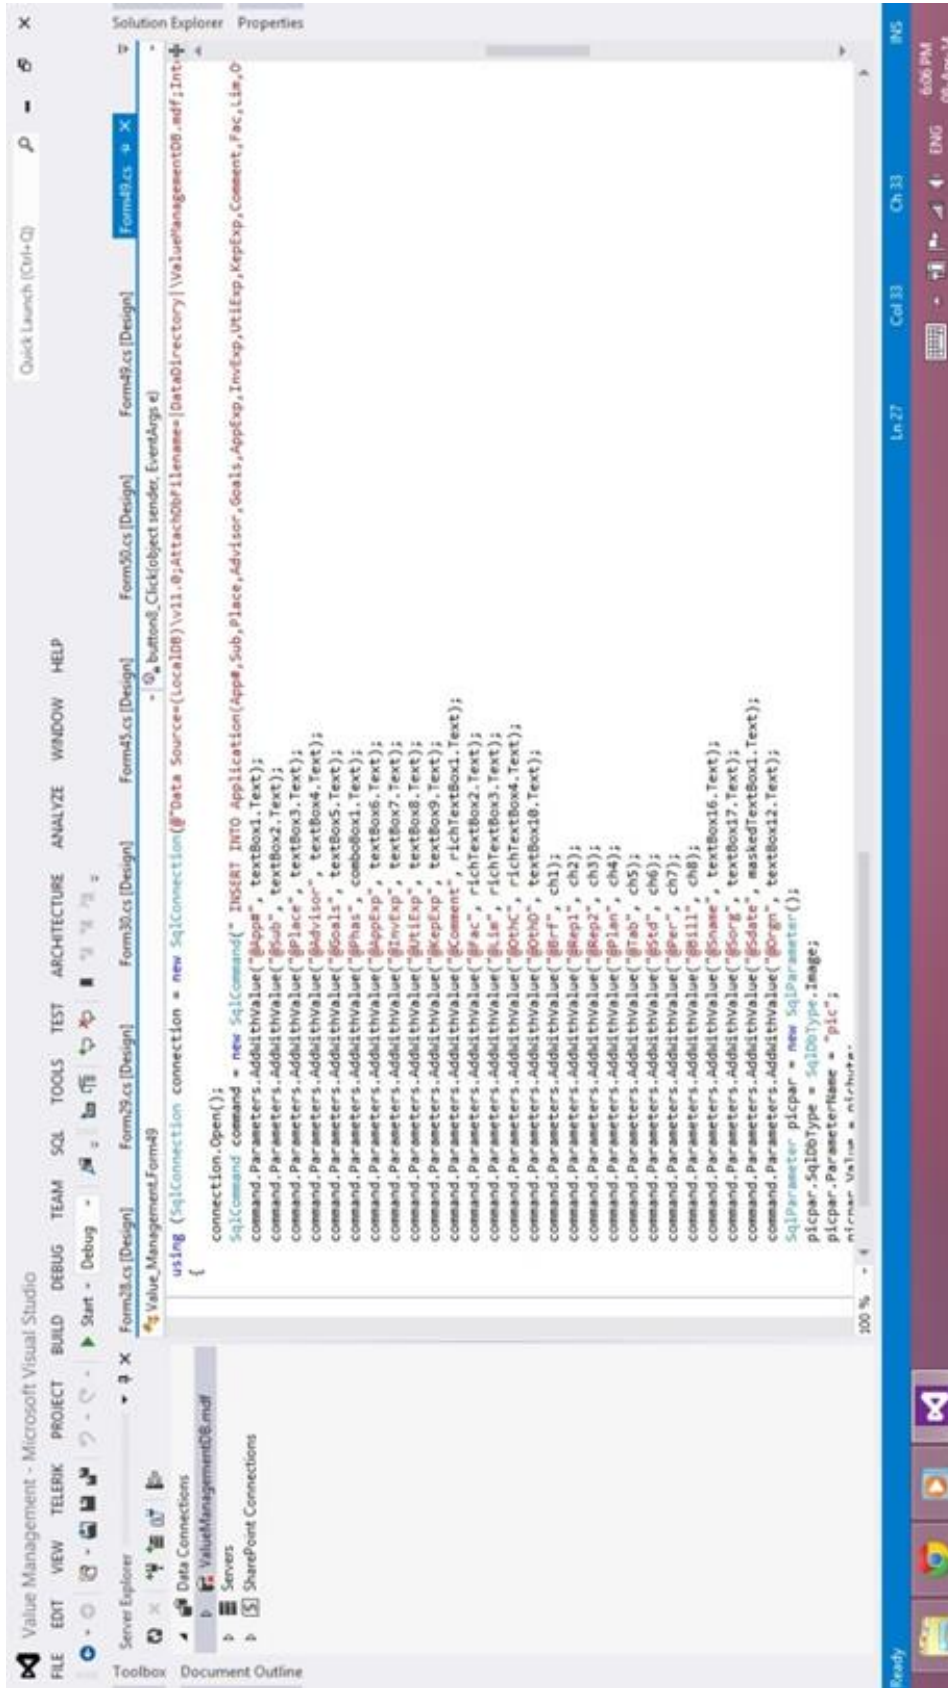 Value Management - Microsoft Visual Studio
Quick Launch (Ctrl+Q)
FILE EDIT VIEW TELERIK PROJECT BUILD DEBUG TEAM SQL TOOLS TEST ARCHITECTURE ANALYZE WINDOW HELP
Start Debug
Toolbox
Document Outline
Server Explorer
Data Connections
ValueManagementDB.mdf
Servers
SharePoint Connections
Form28.cs [Design] Form29.cs [Design] Form30.cs [Design] Form45.cs [Design] Form50.cs [Design] Form49.cs [Design] Form49.cs
Solution Explorer Properties
Value_Management.Form49 button8_Click(object sender, EventArgs e)
using (SqlConnection connection = new SqlConnection(@"Data Source=(LocalDB)\v11.0;AttachDbFilename=|DataDirectory|\ValueManagementDB.mdf;Int
{
connection.Open();
SqlCommand command = new SqlCommand(" INSERT INTO Application(App#,Sub,Place,Advisor,Goals,AppExp,InvExp,UtiExp,KepExp,Comment,Fac,Lim,O
command.Parameters.AddWithValue("@App#", textBox1.Text);
command.Parameters.AddWithValue("@Sub", textBox2.Text);
command.Parameters.AddWithValue("@Place", textBox3.Text);
command.Parameters.AddWithValue("@Advisor", textBox4.Text);
command.Parameters.AddWithValue("@Goals", textBox5.Text);
command.Parameters.AddWithValue("@Phas", comboBox1.Text);
command.Parameters.AddWithValue("@AppExp", textBox6.Text);
command.Parameters.AddWithValue("@InvExp", textBox7.Text);
command.Parameters.AddWithValue("@UtiExp", textBox8.Text);
command.Parameters.AddWithValue("@KepExp", textBox9.Text);
command.Parameters.AddWithValue("@Comment", richTextBox1.Text);
command.Parameters.AddWithValue("@Fac", richTextBox2.Text);
command.Parameters.AddWithValue("@Lim", richTextBox3.Text);
command.Parameters.AddWithValue("@OthC", richTextBox4.Text);
command.Parameters.AddWithValue("@OthO", textBox10.Text);
command.Parameters.AddWithValue("@Brf", ch1);
command.Parameters.AddWithValue("@Rep1", ch2);
command.Parameters.AddWithValue("@Rep2", ch3);
command.Parameters.AddWithValue("@Plan", ch4);
command.Parameters.AddWithValue("@Tab", ch5);
command.Parameters.AddWithValue("@Std", ch6);
command.Parameters.AddWithValue("@Per", ch7);
command.Parameters.AddWithValue("@Bill", ch8);
command.Parameters.AddWithValue("@Sname", textBox16.Text);
command.Parameters.AddWithValue("@Sorg", textBox17.Text);
command.Parameters.AddWithValue("@Sdate", maskedTextBox1.Text);
command.Parameters.AddWithValue("@Orgn", textBox12.Text);
SqlParameter picpar = new SqlParameter();
picpar.SqlDbType = SqlDbType.Image;
picpar.ParameterName = "pic";
picpar.Value =
100 %
Ready Ln 27 Col 33 Ch 33 INS
ENG 6:06 PM